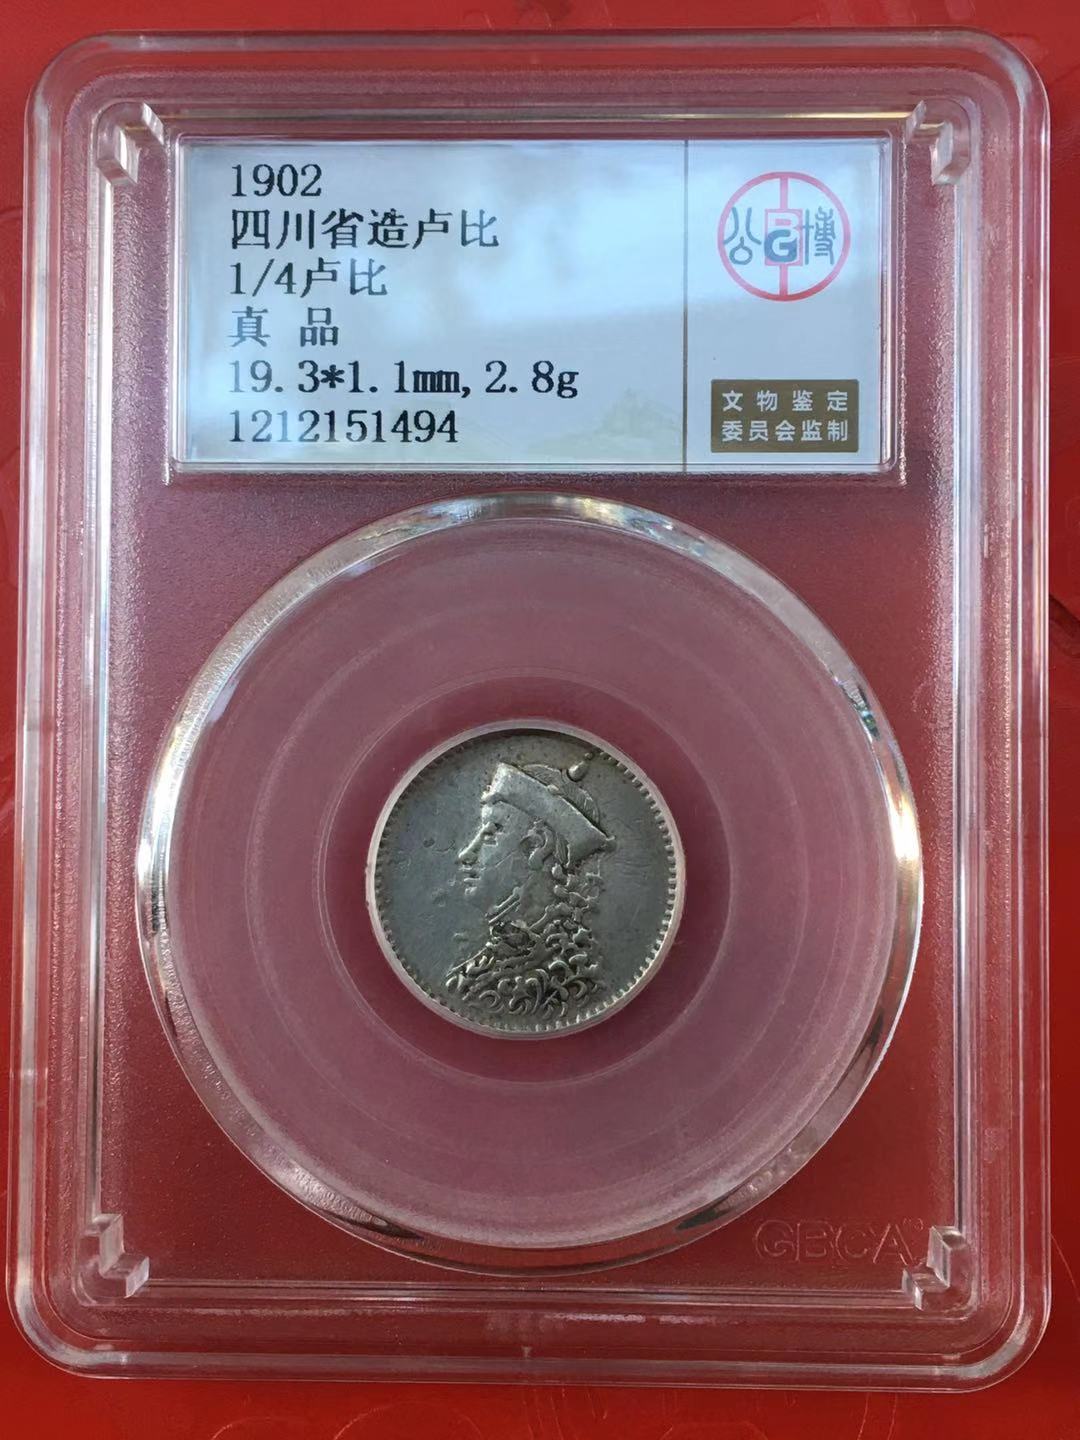 1902
四川省造卢比
1/4卢比
真 品
19.3*1.1mm,2.8g
1212151494
公 BG 博
文物鉴定
委员会监制
GBCA